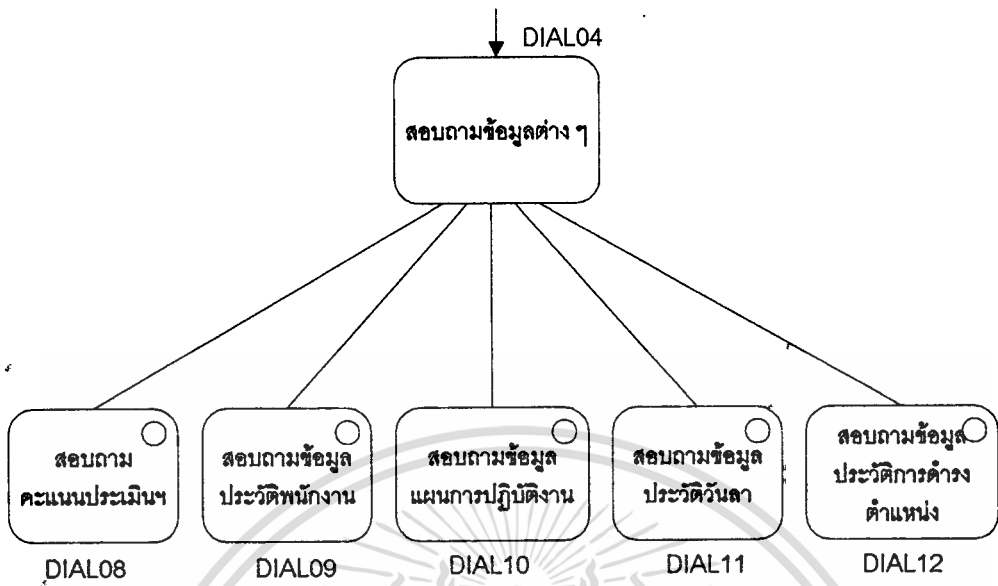 DIAL04
สอบถามข้อมูลต่าง ๆ
สอบถาม
คะแนนประเมินฯ
สอบถามข้อมูล
ประวัติพนักงาน
สอบถามข้อมูล
แผนการปฏิบัติงาน
สอบถามข้อมูล
ประวัติวันลา
สอบถามข้อมูล
ประวัติการดำรง
ตำแหน่ง
DIAL08
DIAL09
DIAL10
DIAL11
DIAL12